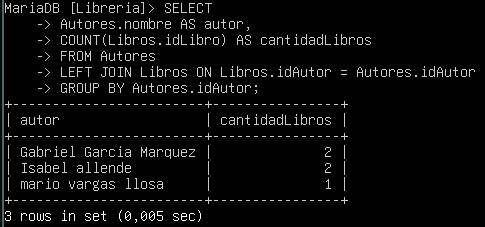 MariaDB [Libreria]> SELECT
    -> Autores.nombre AS autor,
    -> COUNT(Libros.idLibro) AS cantidadLibros
    -> FROM Autores
    -> LEFT JOIN Libros ON Libros.idAutor = Autores.idAutor
    -> GROUP BY Autores.idAutor;
+------------------------+----------------+
| autor                  | cantidadLibros |
+------------------------+----------------+
| Gabriel Garcia Marquez |              2 |
| Isabel allende         |              2 |
| mario vargas llosa     |              1 |
+------------------------+----------------+
3 rows in set (0,005 sec)